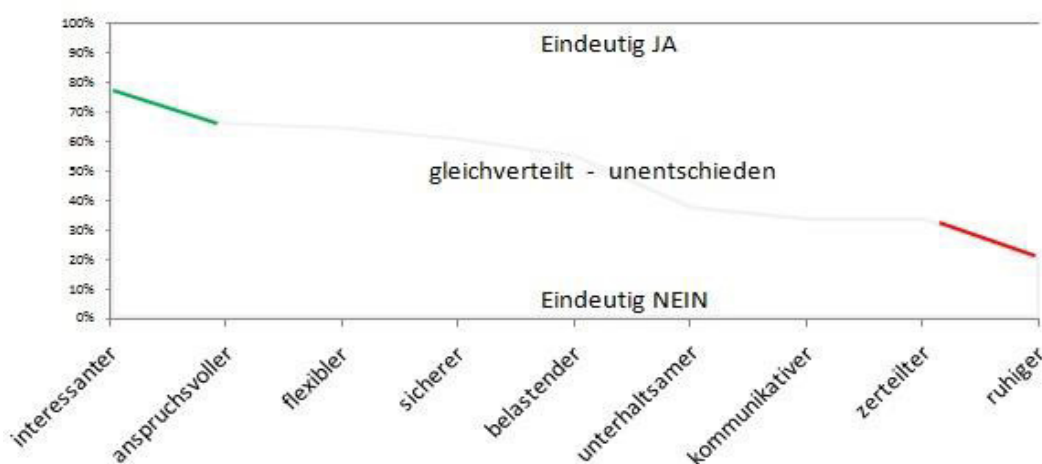 100%
Eindeutig JA
90%
80%
70%
60%
50%
gleichverteilt - unentschieden
40%
30%
20%
10%
Eindeutig NEIN
0%
interessanter
anspruchsvoller
flexibler
sicherer
belastender
unterhaltsamer
kommunikativer
zerteilter
ruhiger